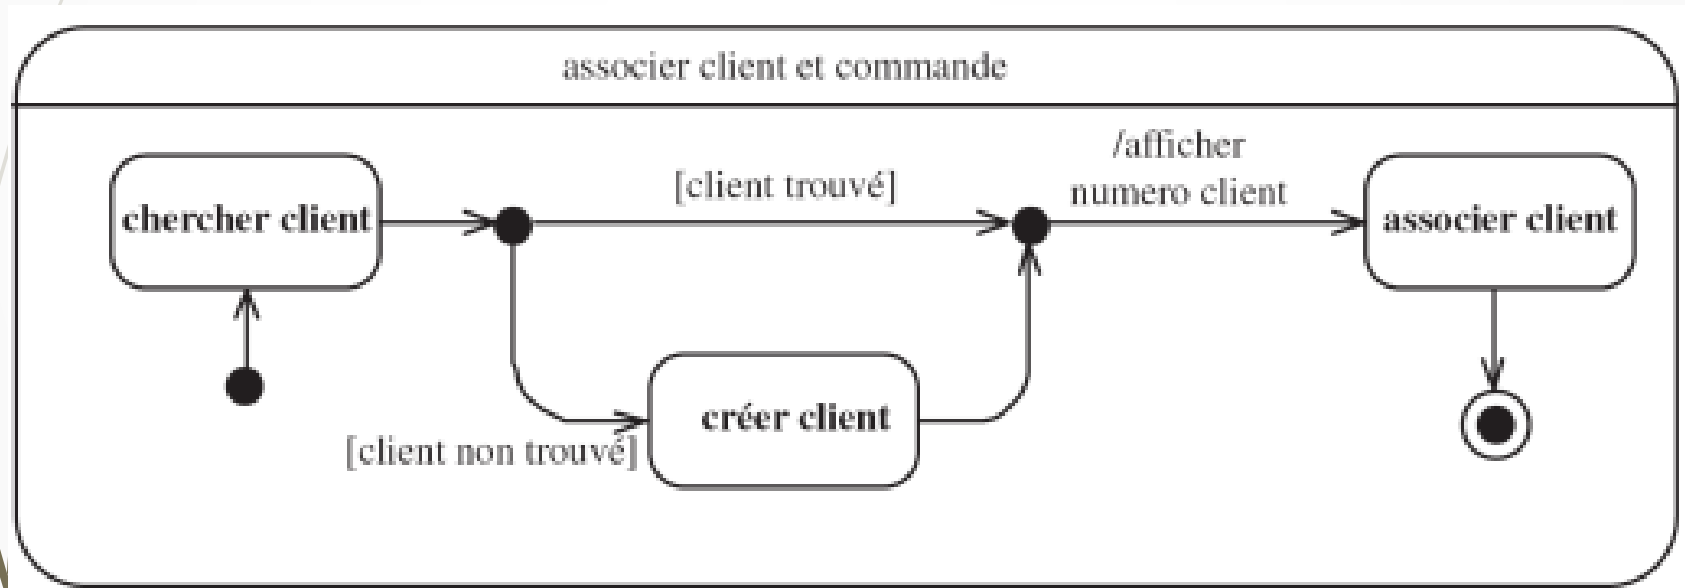 associer client et commande
/afficher
numero client
[client trouvé]
chercher client
associer client
créer client
[client non trouvé]